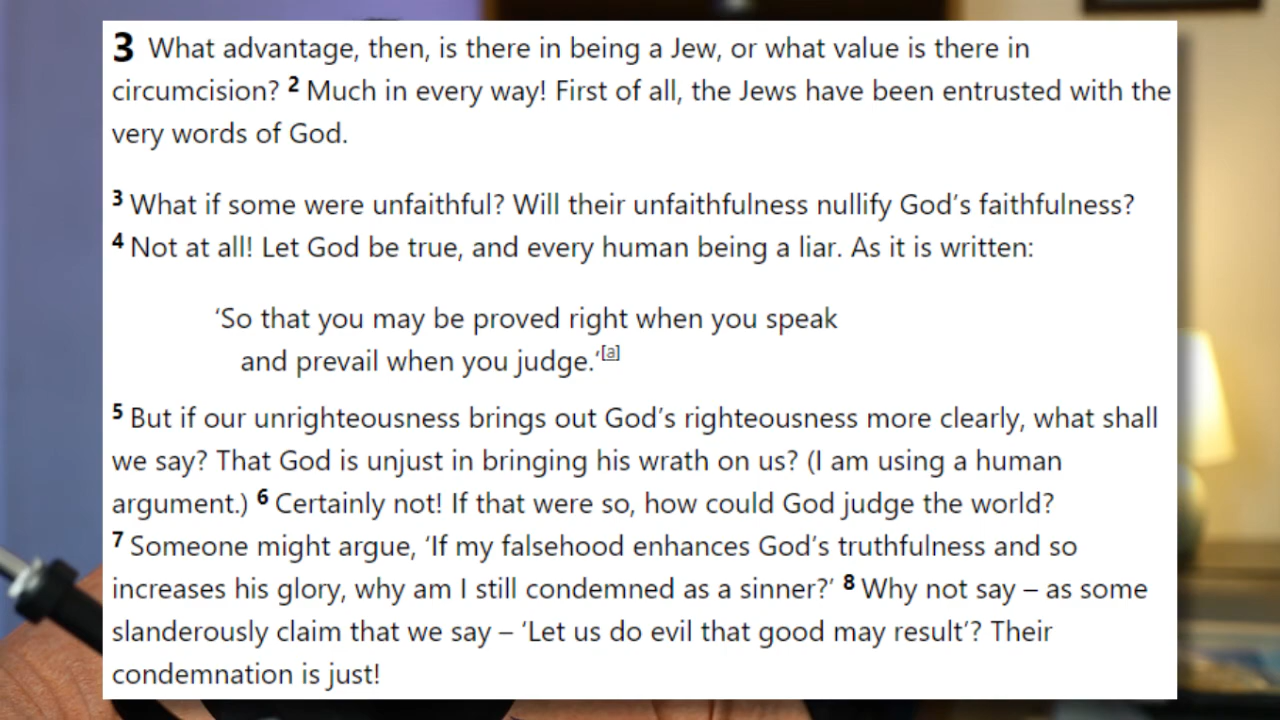 3 What advantage, then, is there in being a Jew, or what value is there in
circumcision? 2 Much in every way! First of all, the Jews have been entrusted with the
very words of God.
3 What if some were unfaithful? Will their unfaithfulness nullify God’s faithfulness?
4 Not at all! Let God be true, and every human being a liar. As it is written:
‘So that you may be proved right when you speak
and prevail when you judge.’[a]
5 But if our unrighteousness brings out God’s righteousness more clearly, what shall
we say? That God is unjust in bringing his wrath on us? (I am using a human
argument.) 6 Certainly not! If that were so, how could God judge the world?
7 Someone might argue, ‘If my falsehood enhances God’s truthfulness and so
increases his glory, why am I still condemned as a sinner?’ 8 Why not say – as some
slanderously claim that we say – ‘Let us do evil that good may result’? Their
condemnation is just!